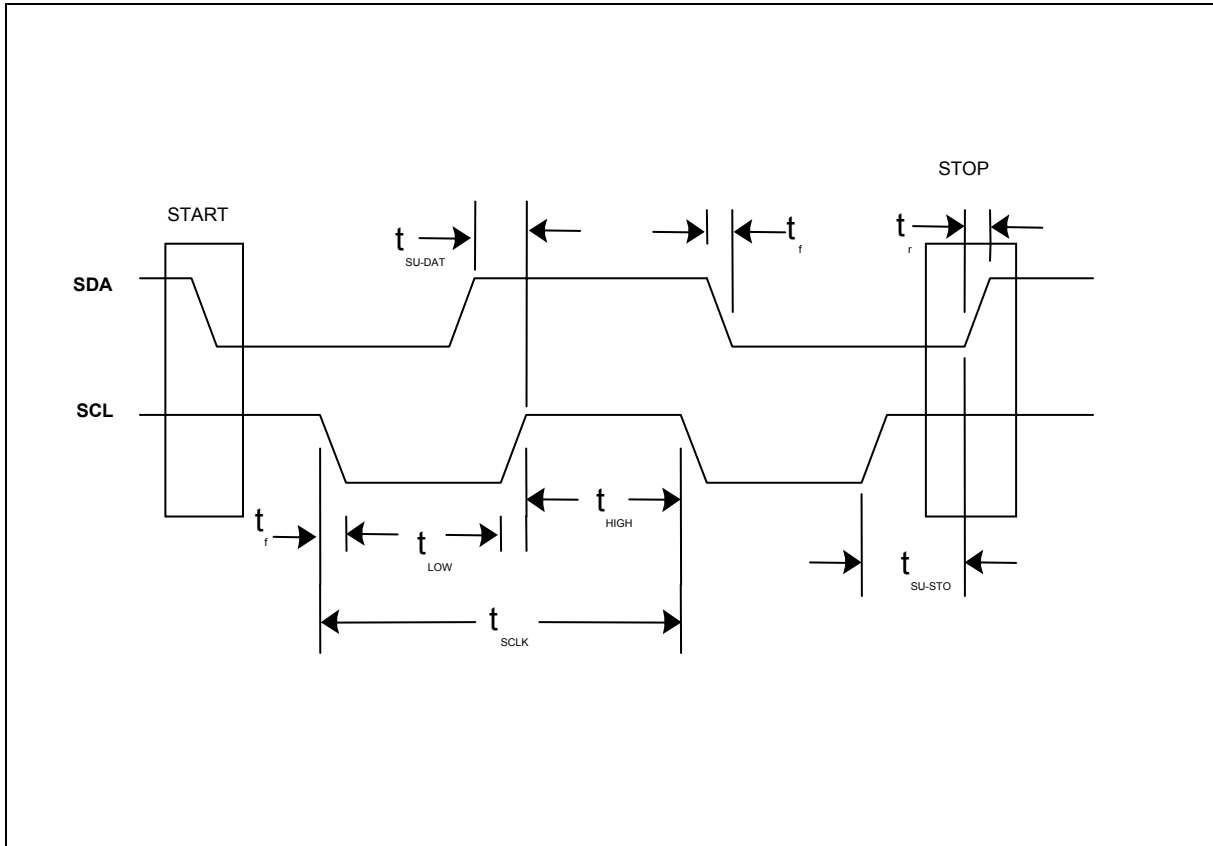 STOP
START
t SU-DAT
t f
t r
SDA
SCL
t f
t LOW
t HIGH
t SU-STO
t SCLK